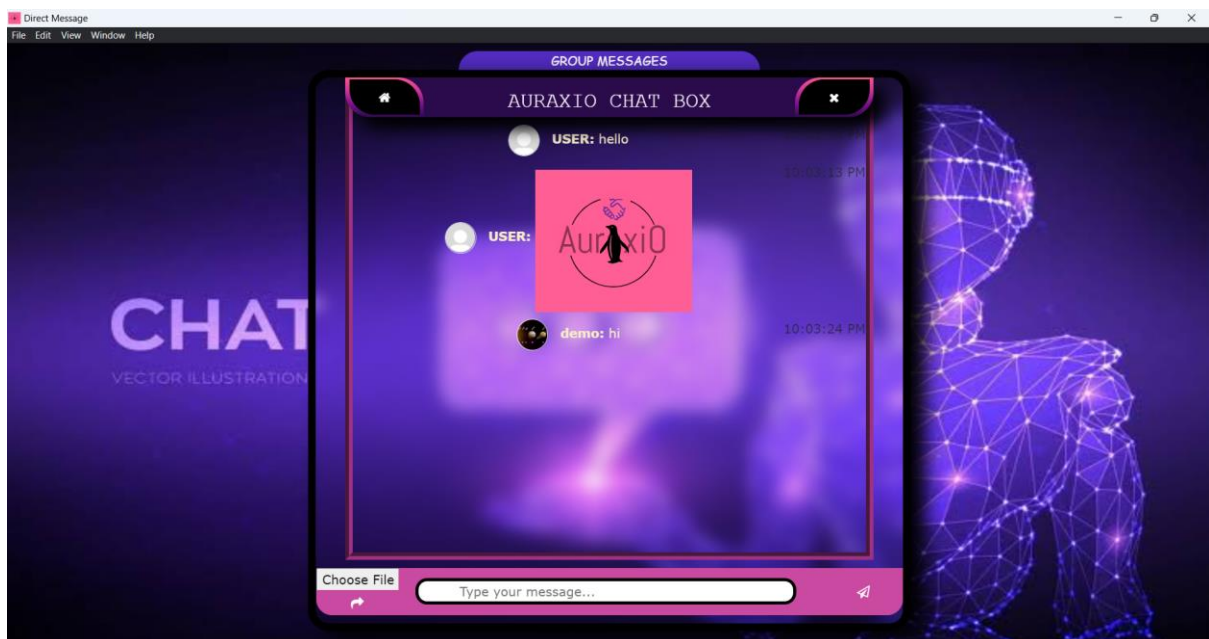 Direct Message
File Edit View Window Help
GROUP MESSAGES
AURAXIO CHAT BOX
USER: hello
10:03:13 PM
USER:
AuraxiO
demo: hi
10:03:24 PM
CHAT
VECTOR ILLUSTRATION
Choose File
Type your message...